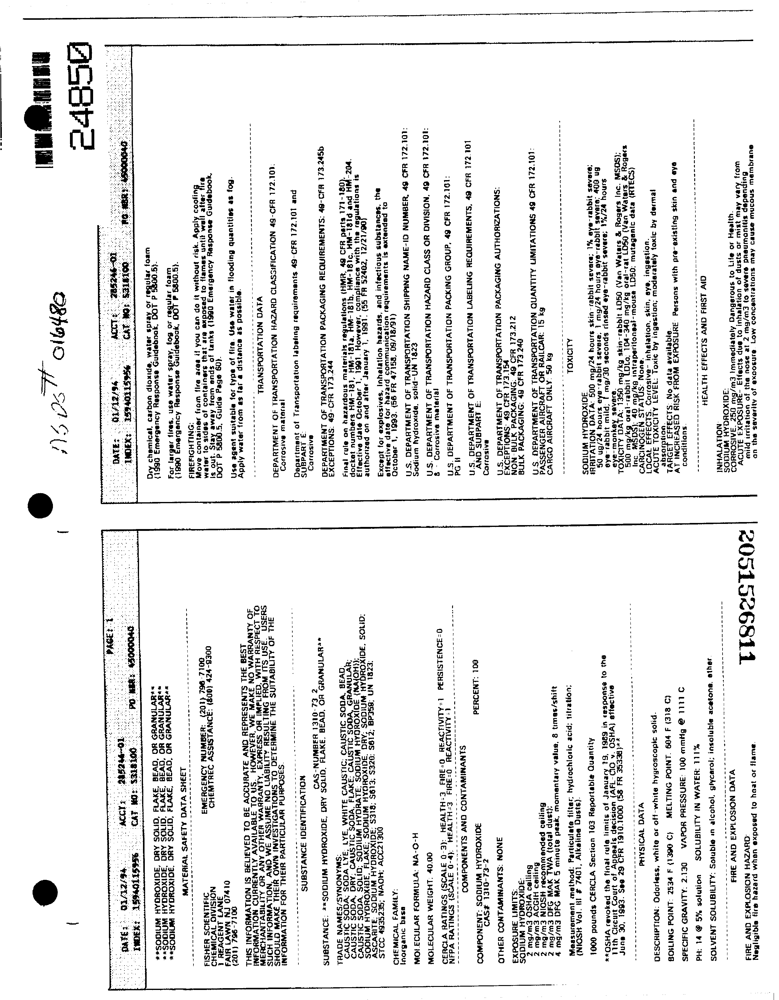 PAGE: 1
DATE: 01/12/94 ACCT: 285246-01
INDEX: 15940115956 CAT NO: S318100 PO NBR: 45000040
**SODIUM HYDROXIDE, DRY SOLID, FLAKE, BEAD, OR GRANULAR**
**SODIUM HYDROXIDE, DRY SOLID, FLAKE, BEAD, OR GRANULAR**
**SODIUM HYDROXIDE, DRY SOLID, FLAKE, BEAD, OR GRANULAR**
MATERIAL SAFETY DATA SHEET
FISHER SCIENTIFIC EMERGENCY NUMBER: (201) 796-7100
CHEMICAL DIVISION CHEMTREC ASSISTANCE: (800) 424-9300
1 REAGENT LANE
FAIR LAWN NJ 07410
(201) 796-7100
THIS INFORMATION IS BELIEVED TO BE ACCURATE AND REPRESENTS THE BEST
INFORMATION CURRENTLY AVAILABLE TO US. HOWEVER, WE MAKE NO WARRANTY OF
MERCHANTABILITY OR ANY OTHER WARRANTY, EXPRESS OR IMPLIED WITH RESPECT TO
SUCH INFORMATION, AND WE ASSUME NO LIABILITY RESULTING FROM ITS USE. USERS
SHOULD MAKE THEIR OWN INVESTIGATIONS TO DETERMINE THE SUITABILITY OF THE
INFORMATION FOR THEIR PARTICULAR PURPOSES.
SUBSTANCE IDENTIFICATION
CAS-NUMBER 1310-73-2
SUBSTANCE: **SODIUM HYDROXIDE, DRY SOLID, FLAKE, BEAD, OR GRANULAR**
TRADE NAMES/SYNONYMS:
CAUSTIC SODA; SODA LYE; LYE; WHITE CAUSTIC; CAUSTIC SODA, BEAD;
CAUSTIC SODA, DRY; CAUSTIC SODA, FLAKE; CAUSTIC SODA, GRANULAR;
CAUSTIC SODA, SOLID; SODIUM HYDRATE; SODIUM HYDROXIDE (NA(OH));
SODIUM HYDROXIDE, FLAKE; SODIUM HYDROXIDE, DRY; SODIUM HYDROXIDE, SOLID;
ASCARITE; SODIUM HYDROXIDE; S318; S613; S320; S612; BP359; UN 1823;
STCC 4935235; NAOH; ACC21300
CHEMICAL FAMILY:
Inorganic base
MOLECULAR FORMULA: NA-O-H
MOLECULAR WEIGHT: 40.00
CERCLA RATINGS (SCALE 0-3): HEALTH=3 FIRE=0 REACTIVITY=1 PERSISTENCE=0
NFPA RATINGS (SCALE 0-4): HEALTH=3 FIRE=0 REACTIVITY=1
COMPONENTS AND CONTAMINANTS
COMPONENT: SODIUM HYDROXIDE PERCENT: 100
CAS# 1310-73-2
OTHER CONTAMINANTS: NONE
EXPOSURE LIMITS:
SODIUM HYDROXIDE:
2 mg/m3 OSHA ceiling
2 mg/m3 ACGIH ceiling
2 mg/m3 NIOSH recommended ceiling
2 mg/m3 DFG MAK TWA (total dust);
4 mg/m3 DFG MAK 5 minute peak, momentary value, 8 times/shift
Measurement method: Particulate filter; hydrochloric acid; titration;
(NIOSH Vol. III # 7401, Alkaline Dusts).
1000 pounds CERCLA Section 103 Reportable Quantity
**OSHA revoked the final rule limits of January 19, 1989 in response to the
11th Circuit Court of Appeals decision (AFL-CIO v. OSHA) effective
June 30, 1993. See 29 CFR 1910.1000 (58 FR 35338)**
PHYSICAL DATA
DESCRIPTION: Odorless, white or off-white hygroscopic solid.
BOILING POINT: 2534 F (1390 C) MELTING POINT: 604 F (318 C)
SPECIFIC GRAVITY: 2.130 VAPOR PRESSURE: 100 mmHg @ 1111 C
PH: 14 @ 5% solution SOLUBILITY IN WATER: 111%
SOLVENT SOLUBILITY: Soluble in alcohol, glycerol; insoluble acetone, ether
FIRE AND EXPLOSION DATA
FIRE AND EXPLOSION HAZARD
Negligible fire hazard when exposed to heat or flame.
2051526811
MSDS # 016480
24850
DATE: 01/12/94 ACCT: 285246-01
INDEX: 15940115956 CAT NO: S318100 PO NBR: 45000040
Dry chemical, carbon dioxide, water spray or regular foam
(1990 Emergency Response Guidebook, DOT P 5800.5).
For larger fires, use water spray, fog or regular foam
(1990 Emergency Response Guidebook, DOT P 5800.5).
FIREFIGHTING:
Move container from fire area if you can do it without risk. Apply cooling
water to sides of containers that are exposed to flames until well after fire
is out. Stay away from ends of tanks (1990 Emergency Response Guidebook,
DOT P 5800.5, Guide Page 60).
Use agent suitable for type of fire. Use water in flooding quantities as fog.
Apply water from as far a distance as possible.
TRANSPORTATION DATA
DEPARTMENT OF TRANSPORTATION HAZARD CLASSIFICATION 49-CFR 172.101:
Corrosive material
Department of Transportation labeling requirements 49-CFR 172.101 and
SUBPART E:
Corrosive
DEPARTMENT OF TRANSPORTATION PACKAGING REQUIREMENTS: 49-CFR 173.245b
EXCEPTIONS: 49-CFR 173.244
Final rule on hazardous materials regulations (HMR, 49 CFR parts 171-180),
docket numbers HM-181, HM-181a, HM-181b, HM-181c, HM-181d and HM-204.
Effective date October 1, 1991. However, compliance with the regulations is
authorized on and after January 1, 1991. (55 FR 52402, 12/21/90)
Except for explosives, inhalation hazards, and infectious substances, the
effective date for hazard communication requirements is extended to
October 1, 1993. (56 FR 47158, 09/18/91)
U.S. DEPARTMENT OF TRANSPORTATION SHIPPING NAME-ID NUMBER, 49 CFR 172.101:
Sodium hydroxide, solid-UN 1823
U.S. DEPARTMENT OF TRANSPORTATION HAZARD CLASS OR DIVISION, 49 CFR 172.101:
8 - Corrosive material
U.S. DEPARTMENT OF TRANSPORTATION PACKING GROUP, 49 CFR 172.101:
PG II
U.S. DEPARTMENT OF TRANSPORTATION LABELING REQUIREMENTS, 49 CFR 172.101
AND SUBPART E:
Corrosive
U.S. DEPARTMENT OF TRANSPORTATION PACKAGING AUTHORIZATIONS:
EXCEPTIONS: 49 CFR 173.154
NON-BULK PACKAGING: 49 CFR 173.212
BULK PACKAGING: 49 CFR 173.240
U.S. DEPARTMENT OF TRANSPORTATION QUANTITY LIMITATIONS 49 CFR 172.101:
PASSENGER AIRCRAFT OR RAILCAR: 15 kg
CARGO AIRCRAFT ONLY: 50 kg
TOXICITY
SODIUM HYDROXIDE:
IRRITATION DATA: 500 mg/24 hours skin-rabbit severe; 1% eye-rabbit severe;
50 ug/24 hours eye-rabbit severe; 1 mg/24 hours eye-rabbit severe; 400 ug
eye-rabbit mild; 1 mg/30 seconds rinsed eye-rabbit severe; 1%/24 hours
eye-monkey severe.
TOXICITY DATA: 1350 mg/kg skin-rabbit LD50 (Van Waters & Rogers Inc. MSDS);
500 mg/kg oral-rabbit LDLo; 104-340 mg/kg oral-rat LD50 (Van Waters & Rogers
Inc. MSDS); 40 mg/kg intraperitoneal-mouse LD50; mutagenic data (RTECS)
CARCINOGEN STATUS: None.
LOCAL EFFECTS: Corrosive- inhalation, skin, eye, ingestion.
ACUTE TOXICITY LEVEL: Toxic by ingestion; moderately toxic by dermal
absorption.
TARGET EFFECTS: No data available.
AT INCREASED RISK FROM EXPOSURE: Persons with pre-existing skin and eye
conditions
HEALTH EFFECTS AND FIRST AID
INHALATION:
SODIUM HYDROXIDE:
CORROSIVE. 250 mg/m3 Immediately Dangerous to Life or Health.
ACUTE EXPOSURE- Effects due to inhalation of dusts or mist may vary from
mild irritation of the nose at 2 mg/m3 to severe pneumonitis depending
on the severity of exposure. Low concentrations may cause mucous membrane